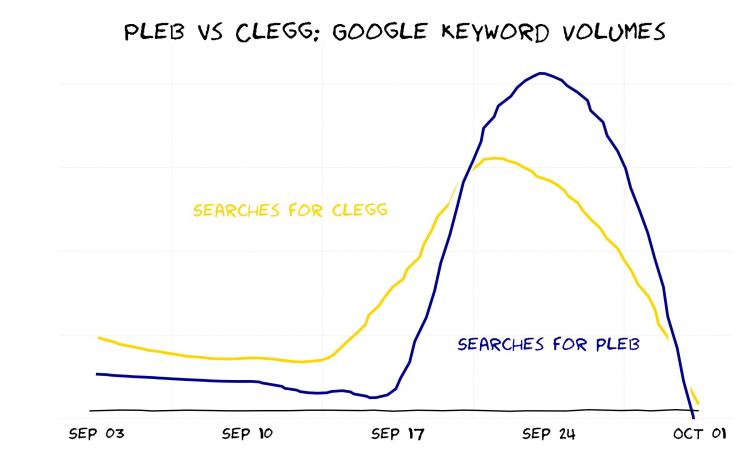 PLEB VS CLEGG: GOOGLE KEYWORD VOLUMES
SEARCHES FOR CLEGG
SEARCHES FOR PLEB
SEP 03 SEP 10 SEP 17 SEP 24 OCT 01